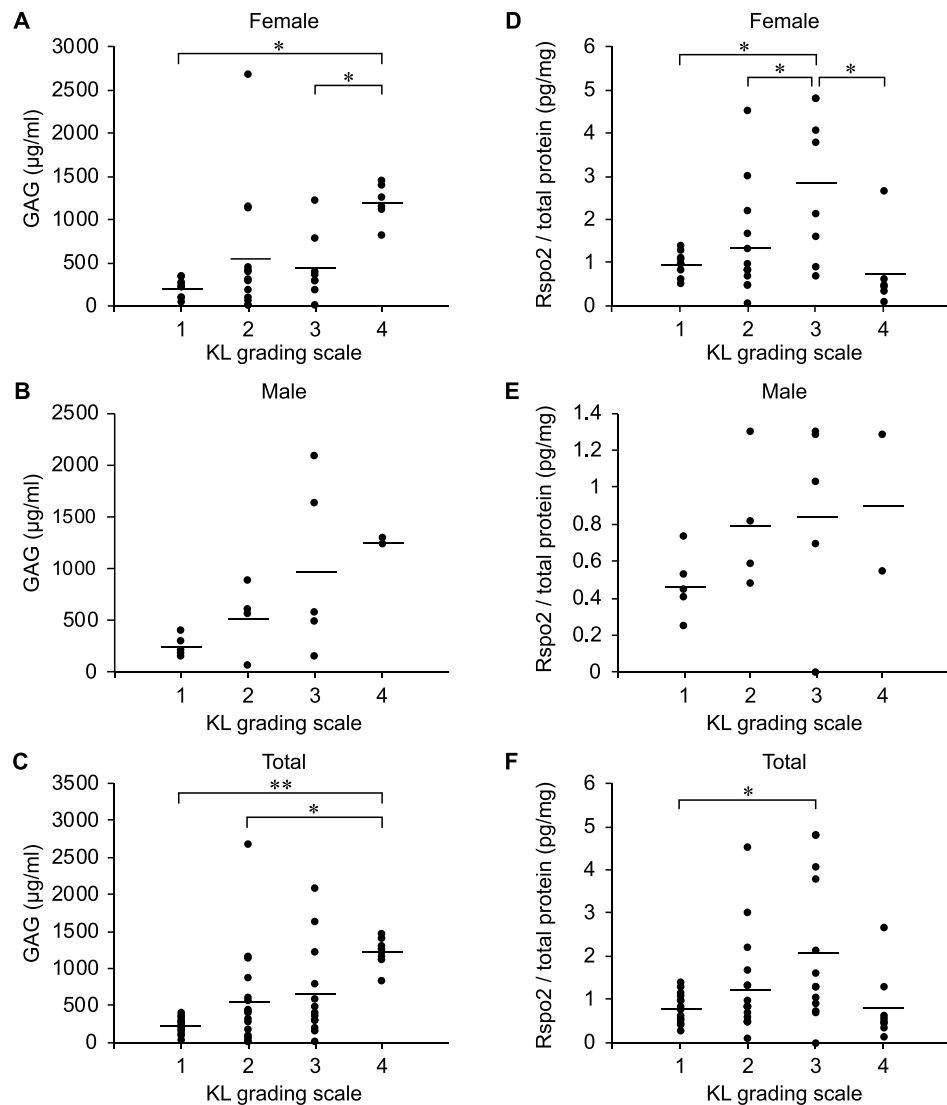 A Female
3000
2500
2000
1500
1000
500
0
GAG (µg/ml)
* *
1 2 3 4
KL grading scale
D Female
6
5
4
3
2
1
0
Rspo2 / total protein (pg/mg)
* * *
1 2 3 4
KL grading scale
B Male
2500
2000
1500
1000
500
0
GAG (µg/ml)
1 2 3 4
KL grading scale
E Male
1.4
1.2
1
0.8
0.6
0.4
0.2
0
Rspo2 / total protein (pg/mg)
1 2 3 4
KL grading scale
C Total
3500
3000
2500
2000
1500
1000
500
0
GAG (µg/ml)
** *
1 2 3 4
KL grading scale
F Total
6
5
4
3
2
1
0
Rspo2 / total protein (pg/mg)
*
1 2 3 4
KL grading scale